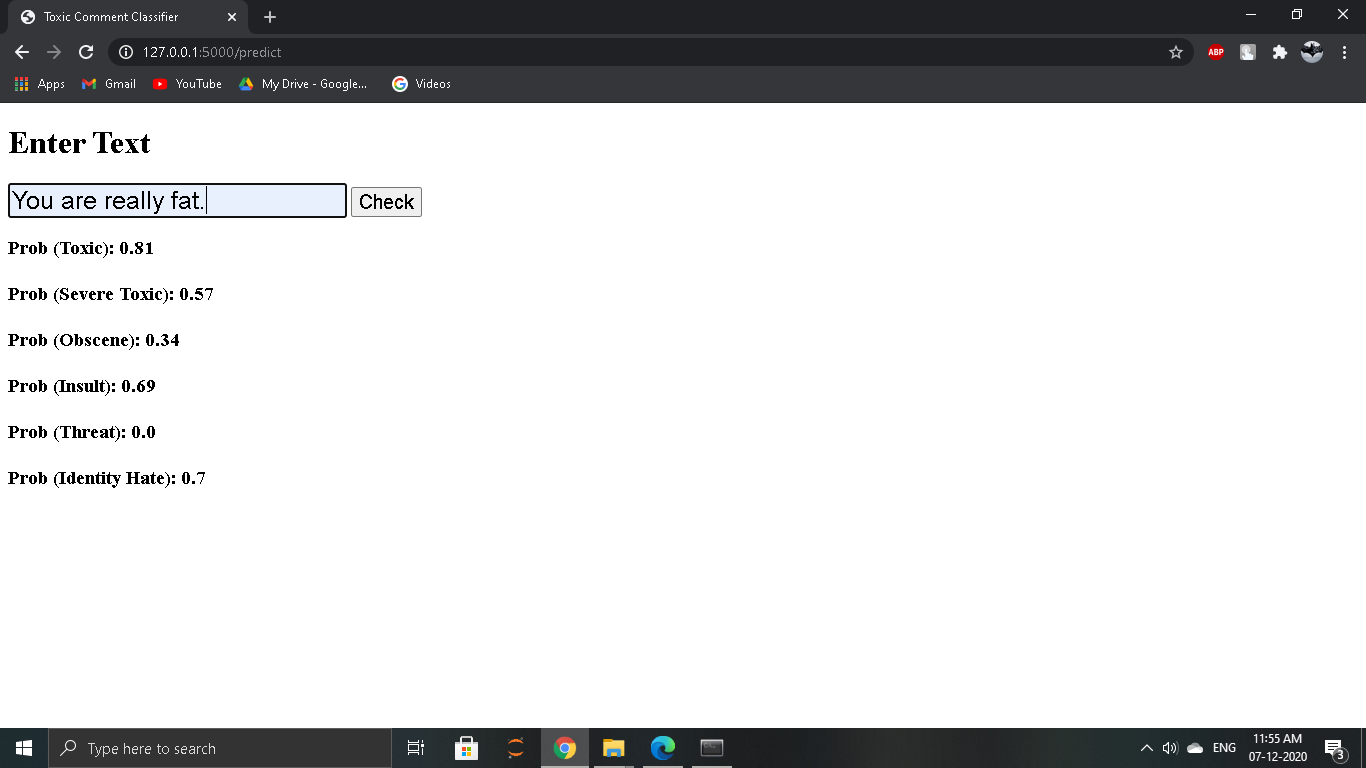 Toxic Comment Classifier
127.0.0.1:5000/predict
ABP
Apps Gmail YouTube My Drive - Google... Videos
Enter Text
You are really fat. Check
Prob (Toxic): 0.81
Prob (Severe Toxic): 0.57
Prob (Obscene): 0.34
Prob (Insult): 0.69
Prob (Threat): 0.0
Prob (Identity Hate): 0.7
Type here to search
ENG
11:55 AM
07-12-2020
3